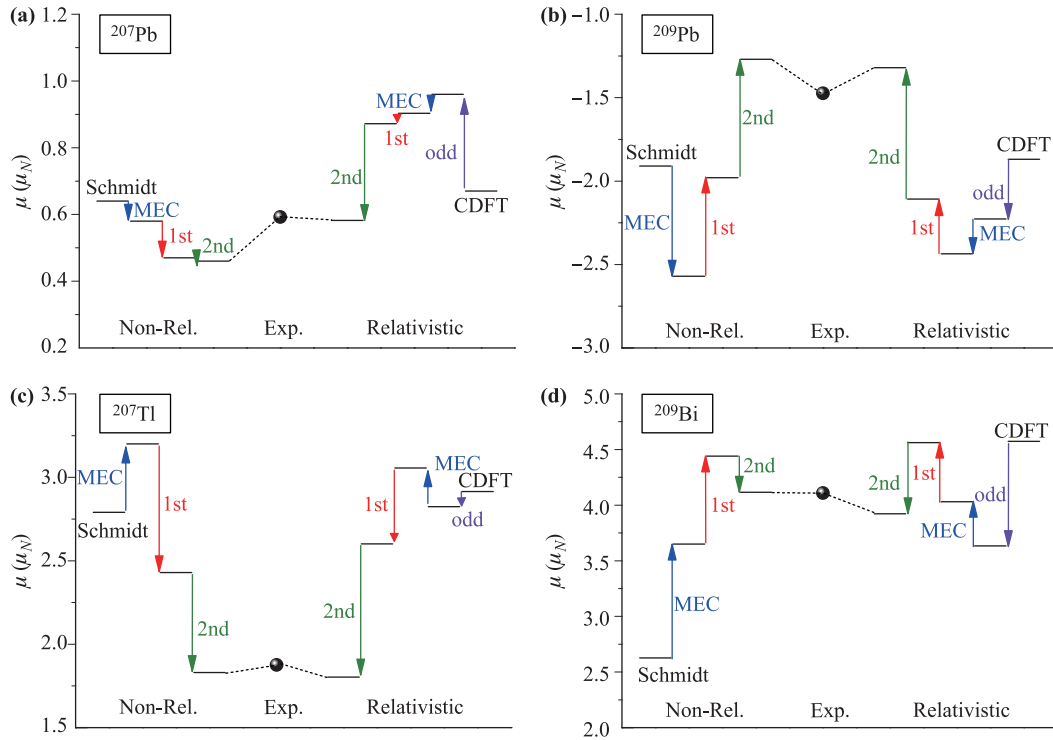 (a)
²⁰⁷Pb
μ (μ_N)
1.2
1.0
0.8
0.6
0.4
0.2
Schmidt
MEC
1st
2nd
2nd
1st
MEC
odd
CDFT
Non-Rel.
Exp.
Relativistic
(b)
²⁰⁹Pb
μ (μ_N)
−1.0
−1.5
−2.0
−2.5
−3.0
Schmidt
MEC
1st
2nd
2nd
1st
MEC
odd
CDFT
Non-Rel.
Exp.
Relativistic
(c)
²⁰⁷Tl
μ (μ_N)
3.5
3.0
2.5
2.0
1.5
Schmidt
MEC
1st
2nd
2nd
1st
MEC
CDFT
odd
Non-Rel.
Exp.
Relativistic
(d)
²⁰⁹Bi
μ (μ_N)
5.0
4.5
4.0
3.5
3.0
2.5
2.0
Schmidt
MEC
1st
2nd
2nd
1st
MEC
odd
CDFT
Non-Rel.
Exp.
Relativistic